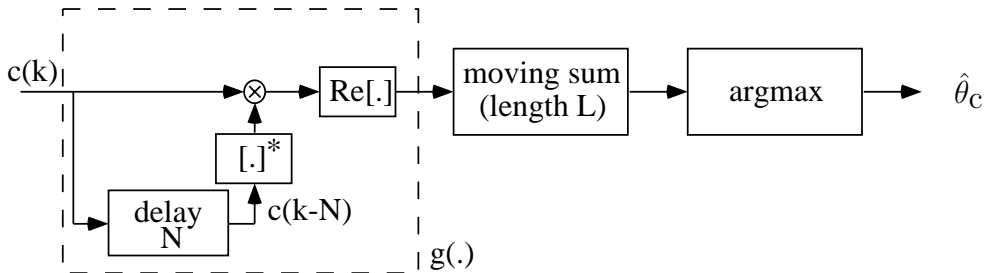 c(k)
⊗
Re[.]
moving sum
(length L)
argmax
θ̂C
[.]*
delay
N
c(k-N)
g(.)